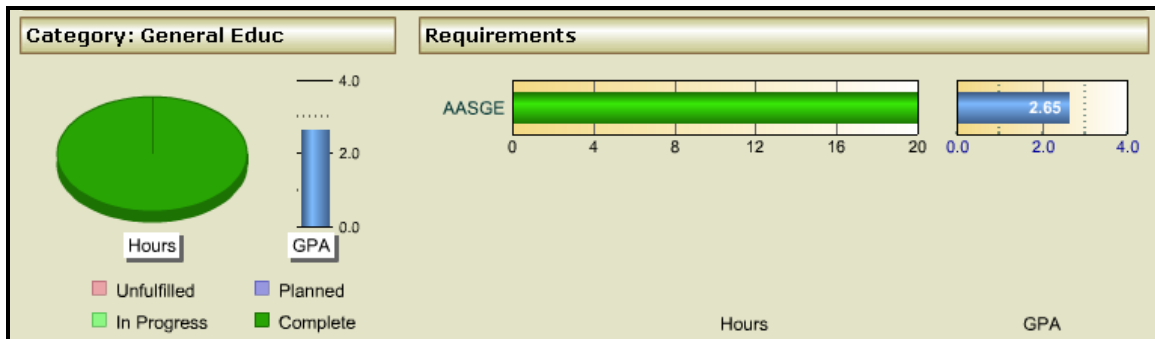 Category: General Educ
4.0
2.0
0.0
Hours
GPA
Unfulfilled
Planned
In Progress
Complete
Requirements
AASGE
2.65
0 4 8 12 16 20
0.0 2.0 4.0
Hours
GPA